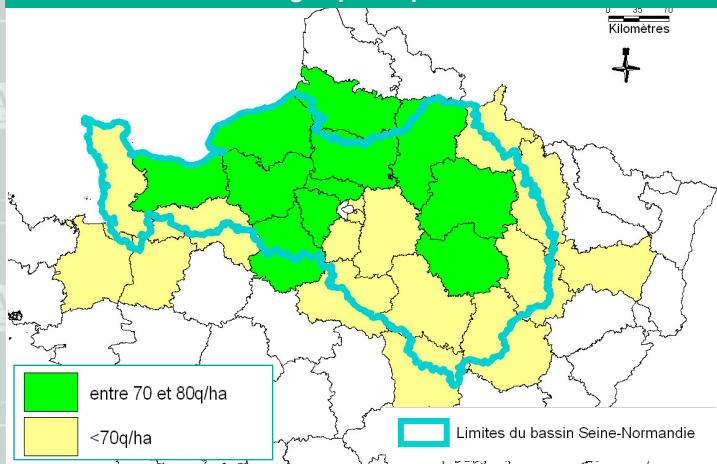 0 35 70
Kilomètres
entre 70 et 80q/ha
<70q/ha
Limites du bassin Seine-Normandie